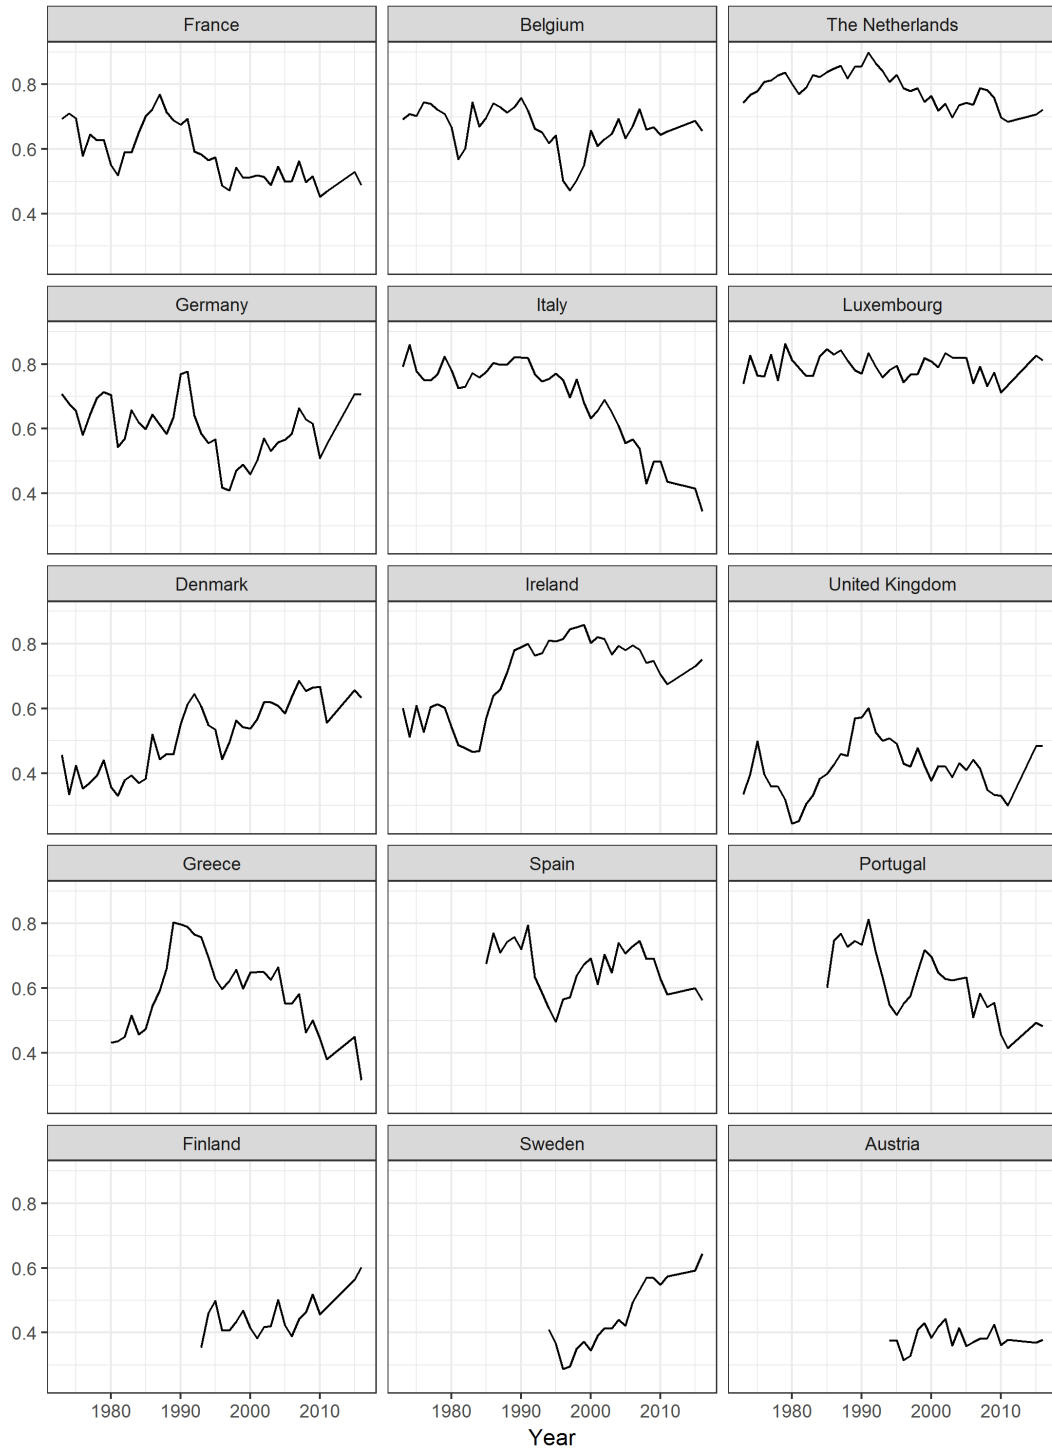 France Belgium The Netherlands
0.8
0.6
0.4
Germany Italy Luxembourg
0.8
0.6
0.4
Denmark Ireland United Kingdom
0.8
0.6
0.4
Greece Spain Portugal
0.8
0.6
0.4
Finland Sweden Austria
0.8
0.6
0.4
1980 1990 2000 2010 1980 1990 2000 2010 1980 1990 2000 2010
Year